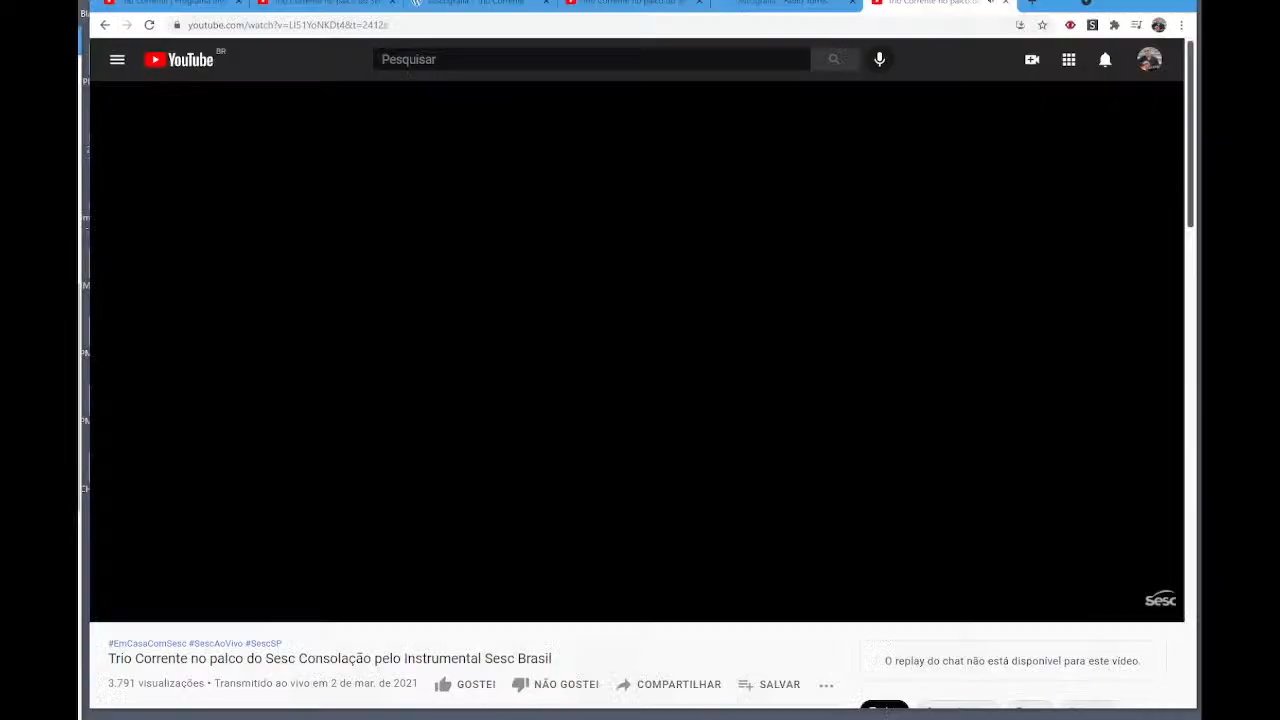 Trio Corrente
youtube.com/watch?v=LI51YoNKDt4&t=2412s
YouTube BR
Pesquisar
Sesc
#EmCasaComSesc #SescAoVivo #SescSP
Trio Corrente no palco do Sesc Consolação pelo Instrumental Sesc Brasil
3.791 visualizações • Transmitido ao vivo em 2 de mar. de 2021
GOSTEI
NÃO GOSTEI
COMPARTILHAR
SALVAR
O replay do chat não está disponível para este vídeo.